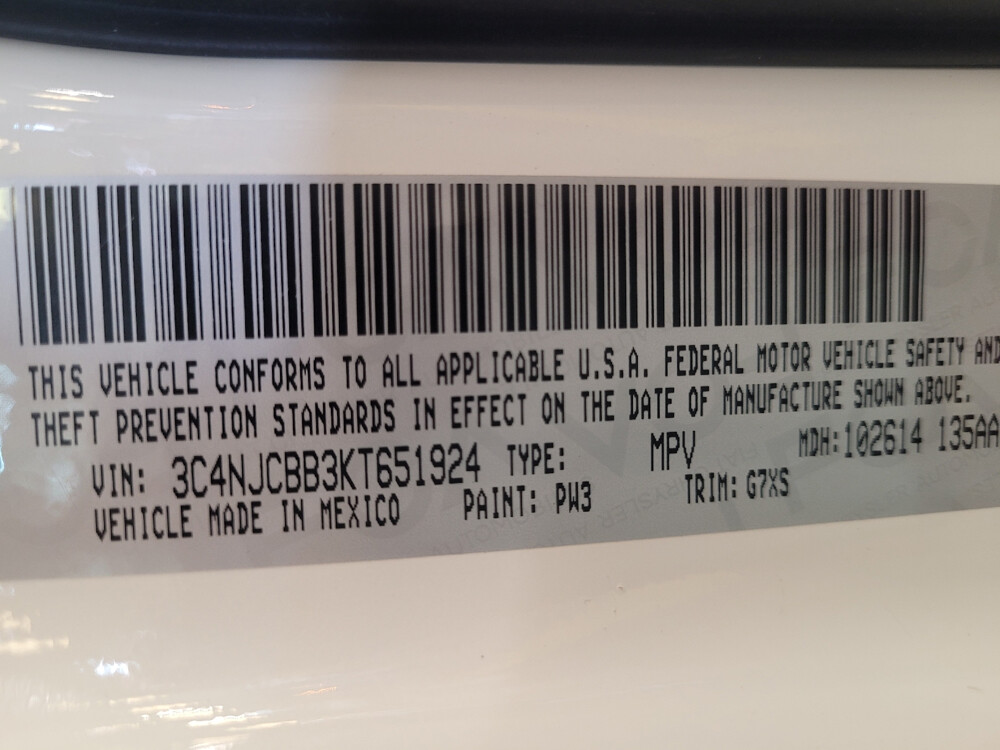 THIS VEHICLE CONFORMS TO ALL APPLICABLE U.S.A. FEDERAL MOTOR VEHICLE SAFETY AND
THEFT PREVENTION STANDARDS IN EFFECT ON THE DATE OF MANUFACTURE SHOWN ABOVE.
VIN: 3C4NJCBB3KT651924 TYPE: MPV MDH:102614 135AA
VEHICLE MADE IN MEXICO PAINT: PW3 TRIM: G7XS